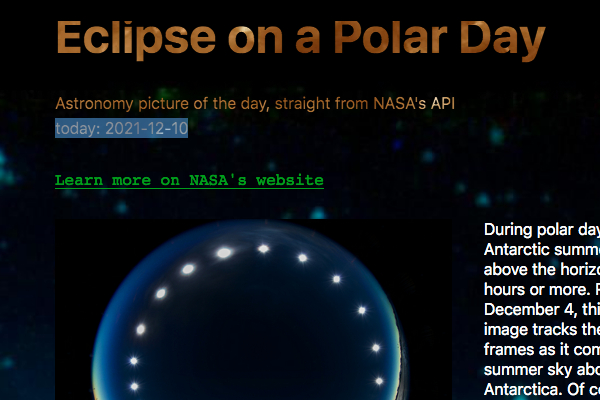 Eclipse on a Polar Day
Astronomy picture of the day, straight from NASA's API
today: 2021-12-10
Learn more on NASA's website
During polar day
Antarctic summ
above the horiz
hours or more.
December 4, thi
image tracks the
frames as it com
summer sky abo
Antarctica. Of c